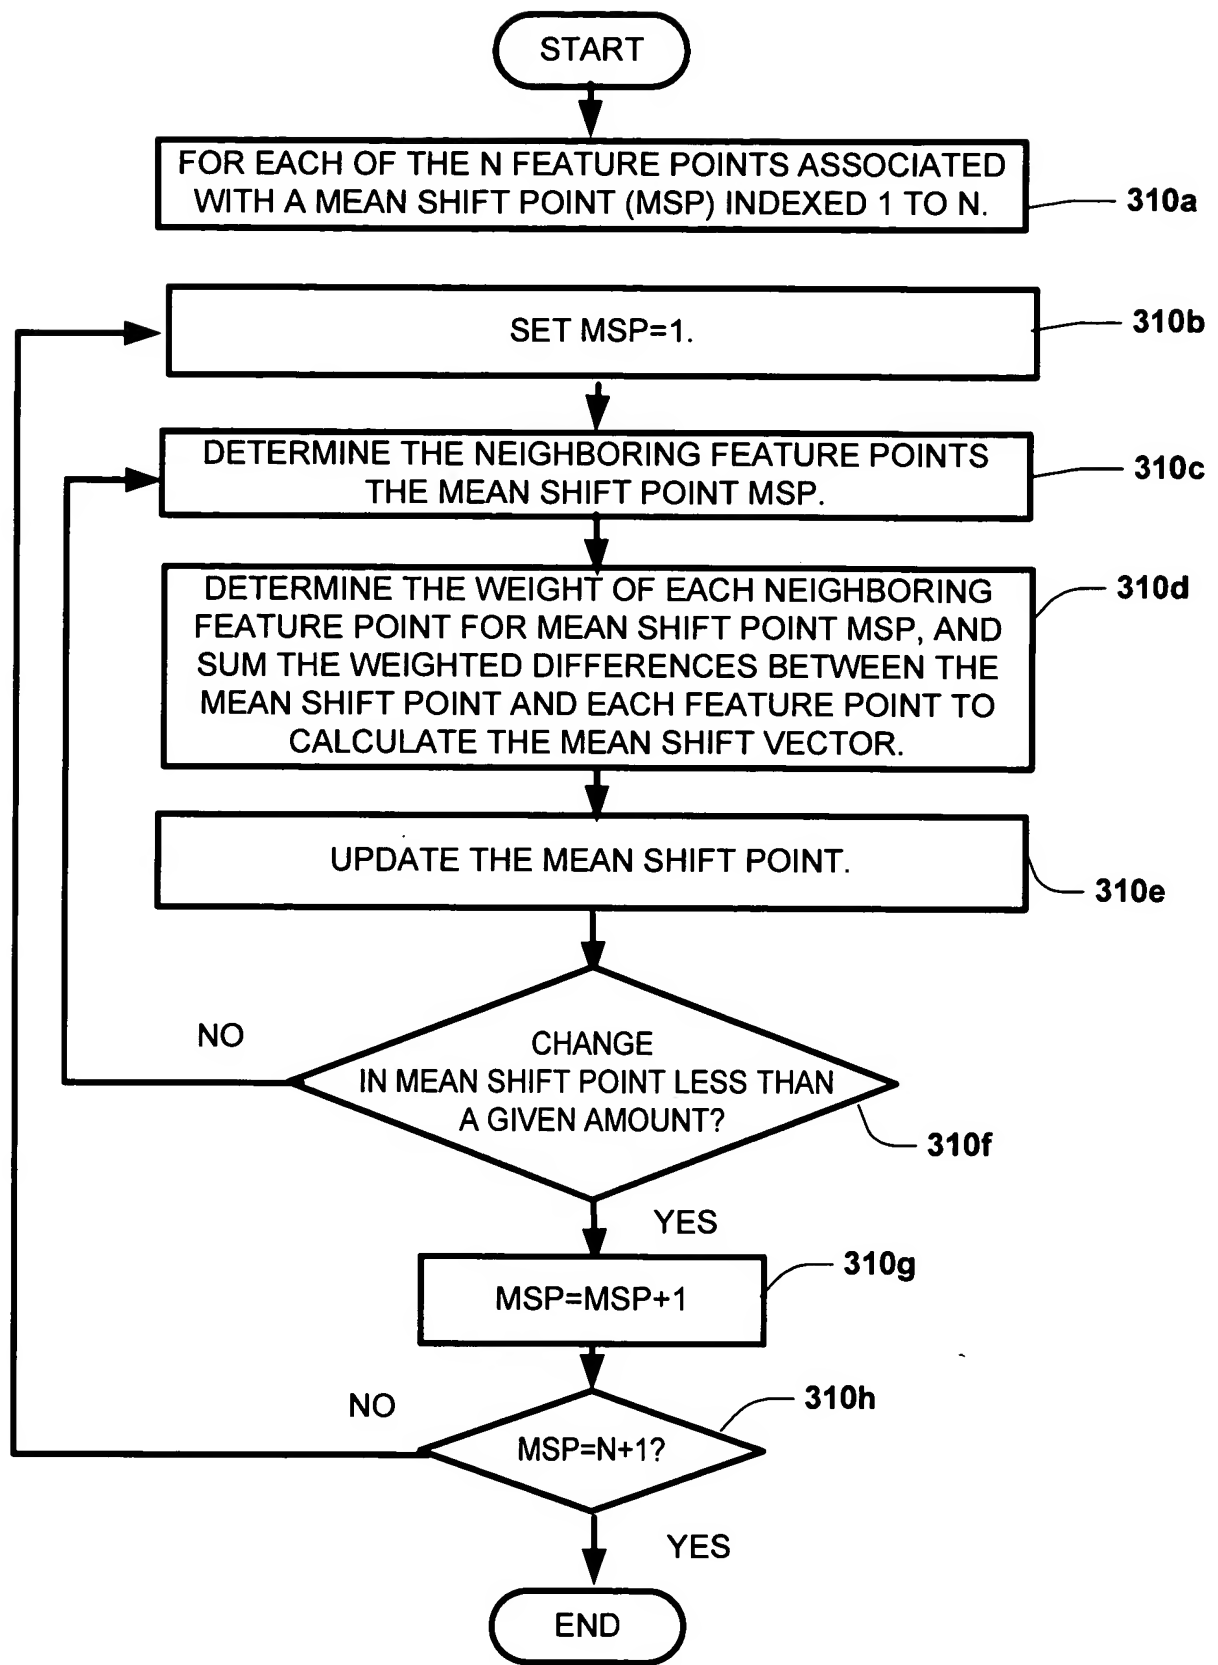 START
FOR EACH OF THE N FEATURE POINTS ASSOCIATED
WITH A MEAN SHIFT POINT (MSP) INDEXED 1 TO N.
310a
SET MSP=1.
310b
DETERMINE THE NEIGHBORING FEATURE POINTS
THE MEAN SHIFT POINT MSP.
310c
DETERMINE THE WEIGHT OF EACH NEIGHBORING
FEATURE POINT FOR MEAN SHIFT POINT MSP, AND
SUM THE WEIGHTED DIFFERENCES BETWEEN THE
MEAN SHIFT POINT AND EACH FEATURE POINT TO
CALCULATE THE MEAN SHIFT VECTOR.
310d
UPDATE THE MEAN SHIFT POINT.
310e
NO
CHANGE
IN MEAN SHIFT POINT LESS THAN
A GIVEN AMOUNT?
310f
YES
MSP=MSP+1
310g
NO
MSP=N+1?
310h
YES
END